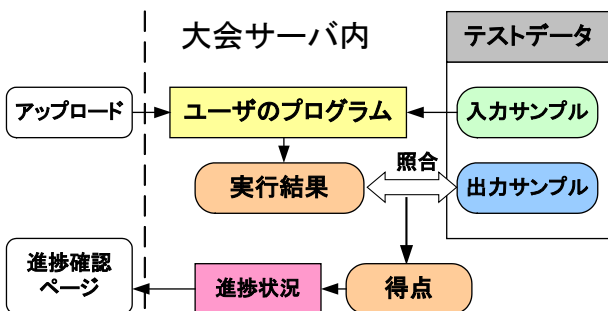 大会サーバ内
テストデータ
アップロード
ユーザのプログラム
入力サンプル
実行結果
照合
出力サンプル
進捗確認
ページ
進捗状況
得点